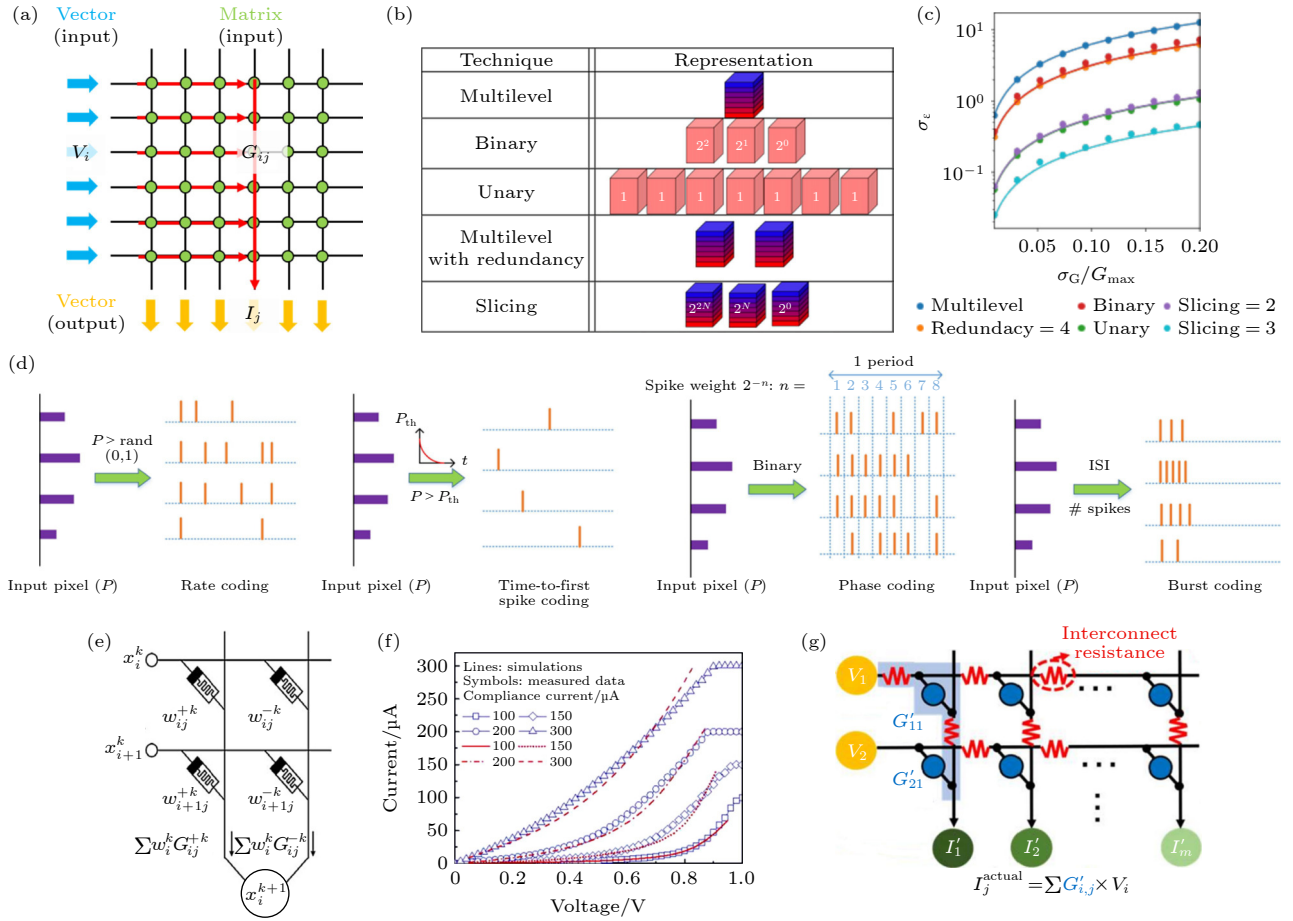 (a)
Vector
(input)
Matrix
(input)
V_i
G_ij
Vector
(output)
I_j
(b)
Technique Representation
Multilevel
Binary 2^2 2^1 2^0
Unary 1 1 1 1 1 1 1
Multilevel
with redundancy
Slicing 2^2N 2^N 2^0
(c)
10^1
10^0
10^-1
σ_ε
0.05 0.10 0.15 0.20
σ_G/G_max
Multilevel Binary Slicing = 2
Redundacy = 4 Unary Slicing = 3
(d)
P > rand
(0,1)
Input pixel (P) Rate coding
P_th
t
P > P_th
Input pixel (P) Time-to-first
spike coding
1 period
Spike weight 2^-n: n = 1 2 3 4 5 6 7 8
Binary
Input pixel (P) Phase coding
ISI
# spikes
Input pixel (P) Burst coding
(e)
x_i^k
w_ij^+k w_ij^-k
x_i+1^k
w_i+1j^+k w_i+1j^-k
∑w_i^k G_ij^+k ∑w_i^k G_ij^-k
x_i^k+1
(f)
Lines: simulations
Symbols: measured data
Compliance current/μA
100 150
200 300
100 150
200 300
300
250
200
150
100
50
0
Current/μA
0 0.2 0.4 0.6 0.8 1.0
Voltage/V
(g)
Interconnect
resistance
V_1
G′_11
V_2
G′_21
I′_1 I′_2 I′_m
I_j^actual = ∑G′_i,j × V_i